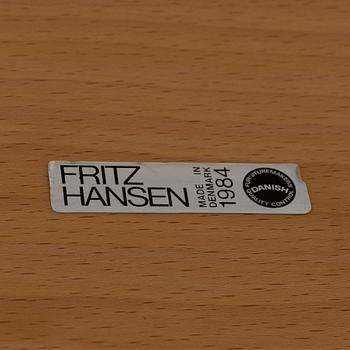 FRITZ
HANSEN
MADE IN
DENMARK
1984
FURNITUREMAKERS
DANISH
QUALITY CONTROL